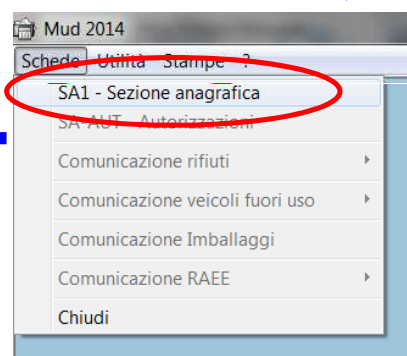 Mud 2014
Schede Utilità Stampe ?
SA1 - Sezione anagrafica
SA-AUT - Autorizzazioni
Comunicazione rifiuti
Comunicazione veicoli fuori uso
Comunicazione Imballaggi
Comunicazione RAEE
Chiudi